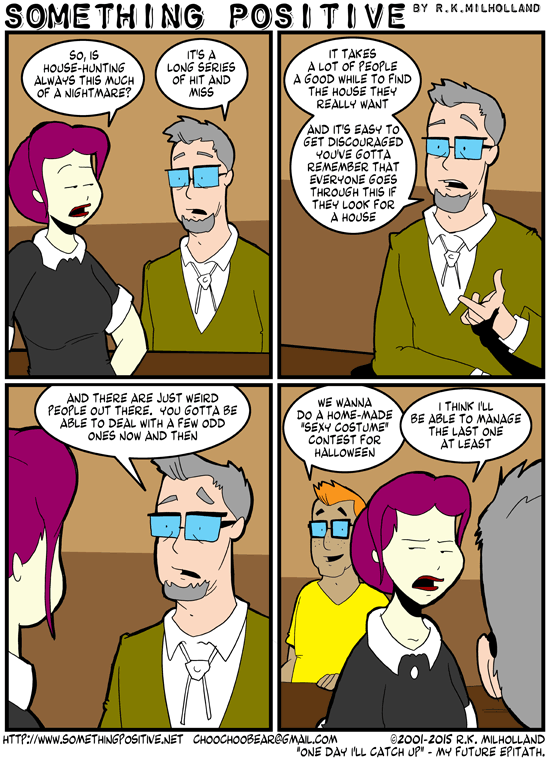 SOMETHING POSITIVE BY R.K.MILHOLLAND
SO, IS
HOUSE-HUNTING
ALWAYS THIS MUCH
OF A NIGHTMARE?
IT'S A
LONG SERIES
OF HIT AND
MISS
IT TAKES
A LOT OF PEOPLE
A GOOD WHILE TO FIND
THE HOUSE THEY
REALLY WANT
AND IT'S EASY TO
GET DISCOURAGED
YOU'VE GOTTA
REMEMBER THAT
EVERYONE GOES
THROUGH THIS IF
THEY LOOK FOR
A HOUSE
AND THERE ARE JUST WEIRD
PEOPLE OUT THERE. YOU GOTTA BE
ABLE TO DEAL WITH A FEW ODD
ONES NOW AND THEN
WE WANNA
DO A HOME-MADE
"SEXY COSTUME"
CONTEST FOR
HALLOWEEN
I THINK I'LL
BE ABLE TO MANAGE
THE LAST ONE
AT LEAST
HTTP://WWW.SOMETHINGPOSITIVE.NET CHOOCHOOBEAR@GMAIL.COM ©2001-2015 R.K. MILHOLLAND
"ONE DAY I'LL CATCH UP" - MY FUTURE EPITATH.